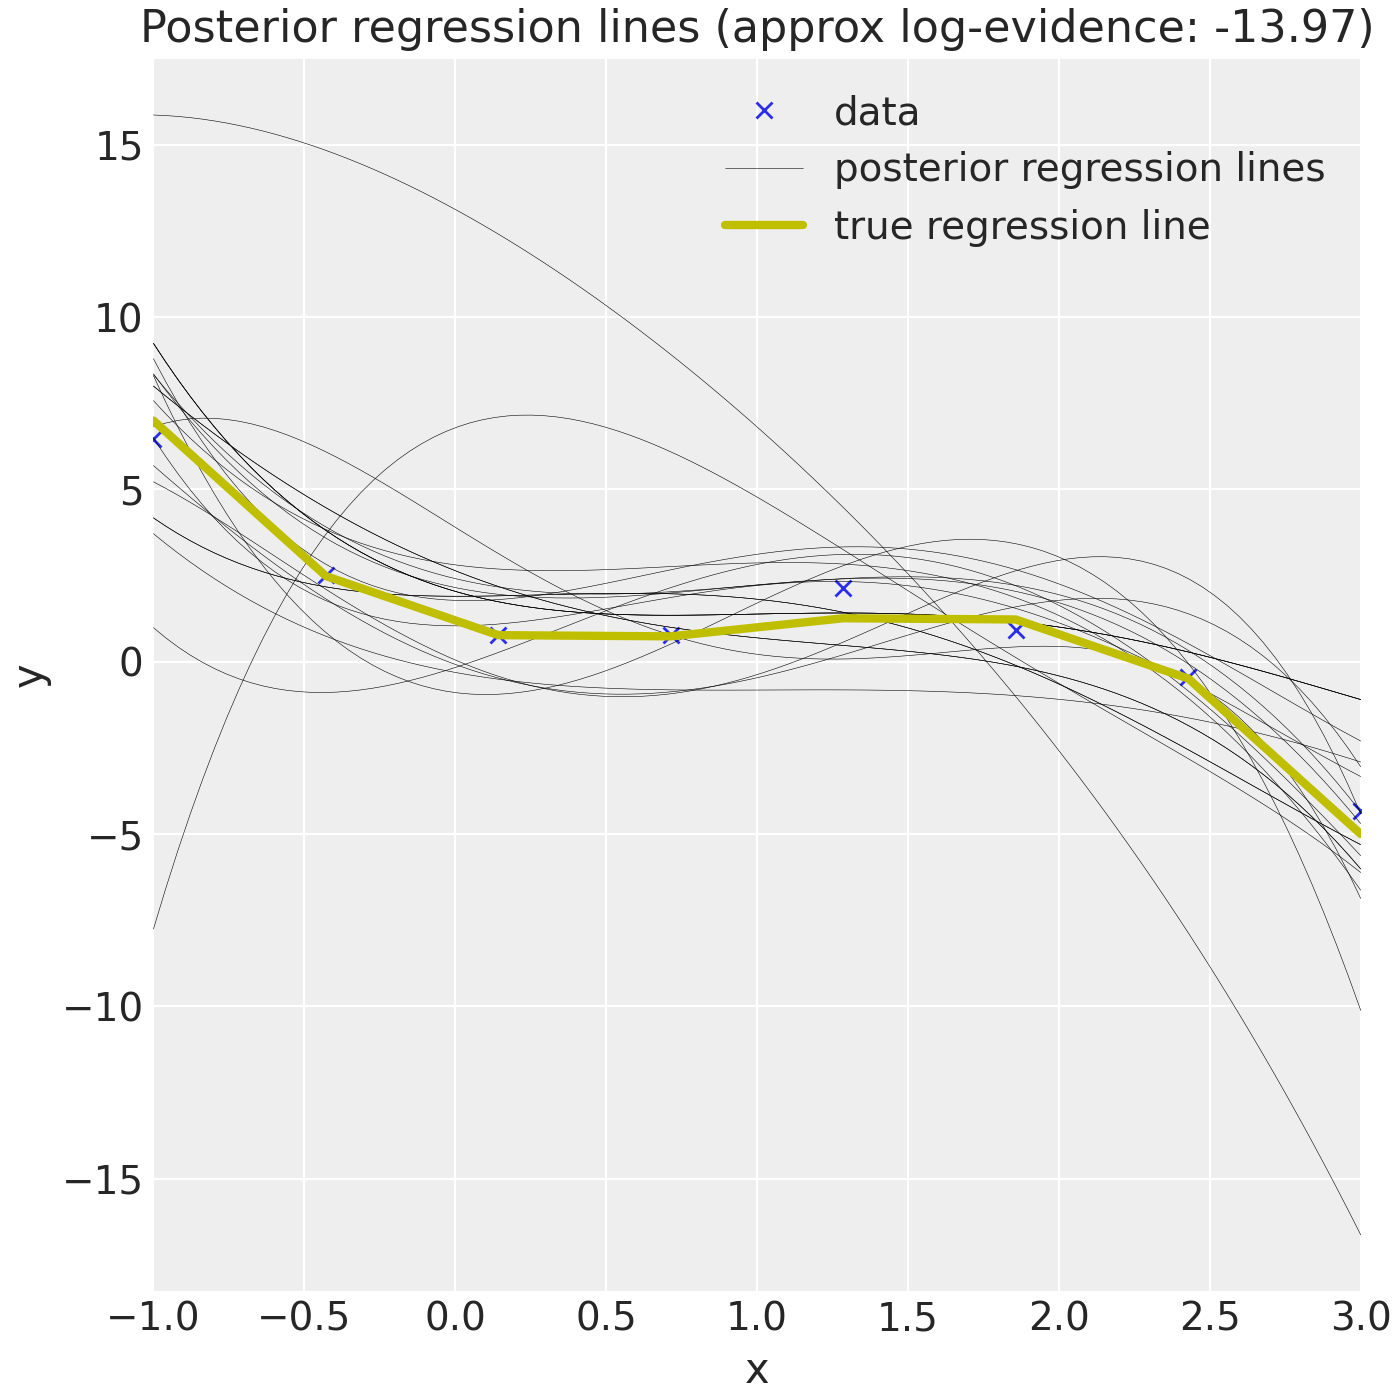 Posterior regression lines (approx log-evidence: -13.97)
data
posterior regression lines
true regression line
15
10
5
0
−5
−10
−15
y
−1.0 −0.5 0.0 0.5 1.0 1.5 2.0 2.5 3.0
x